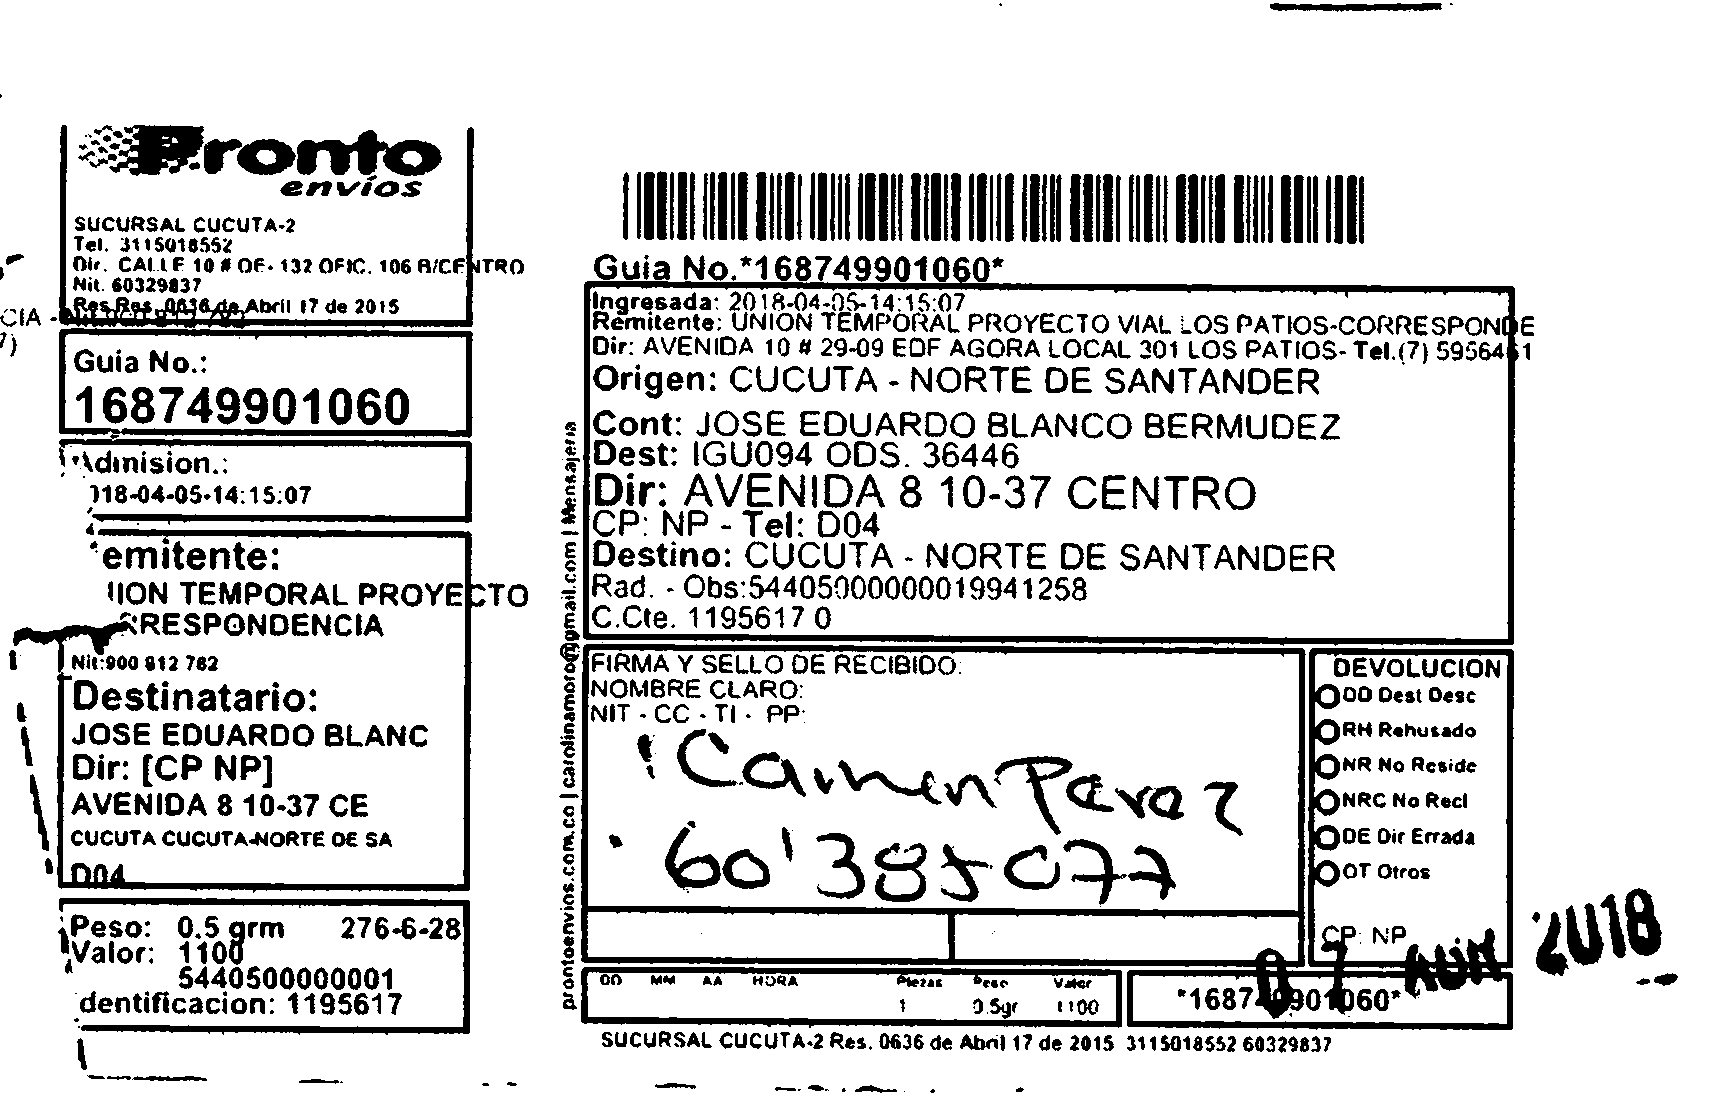 Pronto
envíos
SUCURSAL CUCUTA-2
Tel. 3115018552
Dir. CALLE 10 # OE- 132 OFIC. 106 B/CENTRO
Nit. 60329837
Res.Res. 0636 de Abril 17 de 2015
CIA -
7)
Guia No.:
168749901060
Admision.:
018-04-05-14:15:07
emitente:
ION TEMPORAL PROYECTO
RRESPONDENCIA
Nit:900 812 782
Destinatario:
JOSE EDUARDO BLANC
Dir: [CP NP]
AVENIDA 8 10-37 CE
CUCUTA CUCUTA-NORTE DE SA
D04
Peso: 0.5 grm 276-6-28
Valor: 1100
5440500000001
dentificacion: 1195617
prontoenvios.com.co | carolinamoro@gmail.com | Mensajeria
Guia No.*168749901060*
Ingresada: 2018-04-05-14:15:07
Remitente: UNION TEMPORAL PROYECTO VIAL LOS PATIOS-CORRESPONDE
Dir: AVENIDA 10 # 29-09 EDF AGORA LOCAL 301 LOS PATIOS- Tel.(7) 5956461
Origen: CUCUTA - NORTE DE SANTANDER
Cont: JOSE EDUARDO BLANCO BERMUDEZ
Dest: IGU094 ODS. 36446
Dir: AVENIDA 8 10-37 CENTRO
CP: NP - Tel: D04
Destino: CUCUTA - NORTE DE SANTANDER
Rad. - Obs:54405000000019941258
C.Cte. 1195617 0
FIRMA Y SELLO DE RECIBIDO:
NOMBRE CLARO:
NIT - CC - TI - PP:
Carmen Perez
60'385077
DEVOLUCION
DD Dest Desc
RH Rehusado
NR No Reside
NRC No Recl
DE Dir Errada
OT Otros
CP: NP
2018
DD MM AA HORA Piezas Peso Valor
1 0.5gr 1100
*168749901060*
SUCURSAL CUCUTA-2 Res. 0636 de Abril 17 de 2015 3115018552 60329837